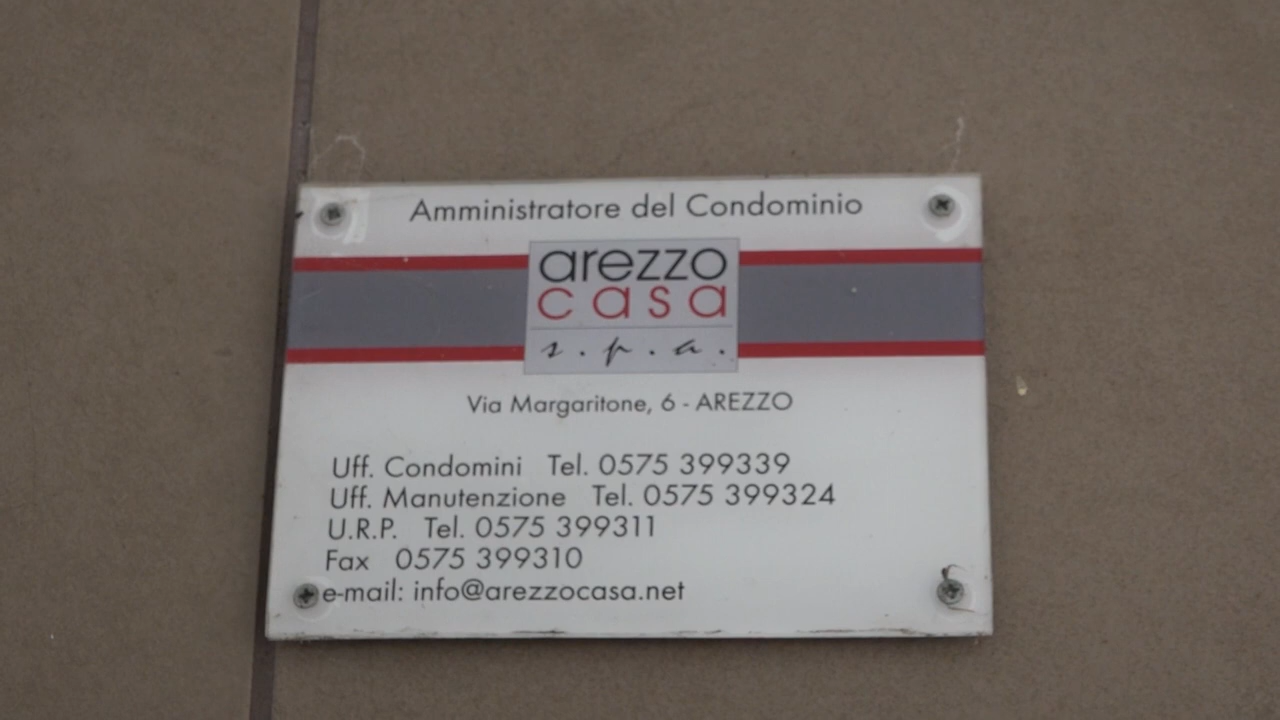 Amministratore del Condominio
arezzo
casa
s.p.a.
Via Margaritone, 6 - AREZZO
Uff. Condomini Tel. 0575 399339
Uff. Manutenzione Tel. 0575 399324
U.R.P. Tel. 0575 399311
Fax 0575 399310
e-mail: info@arezzocasa.net